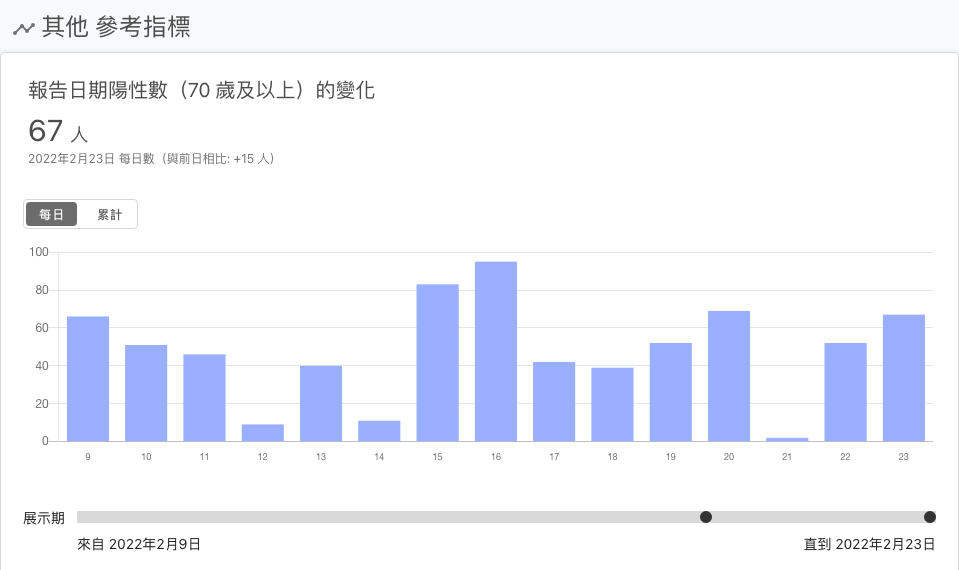 其他 參考指標
報告日期陽性數（70 歲及以上）的變化
67 人
2022年2月23日 每日數（與前日相比: +15 人）
每日 累計
100
80
60
40
20
0
9 10 11 12 13 14 15 16 17 18 19 20 21 22 23
展示期
來自 2022年2月9日 直到 2022年2月23日